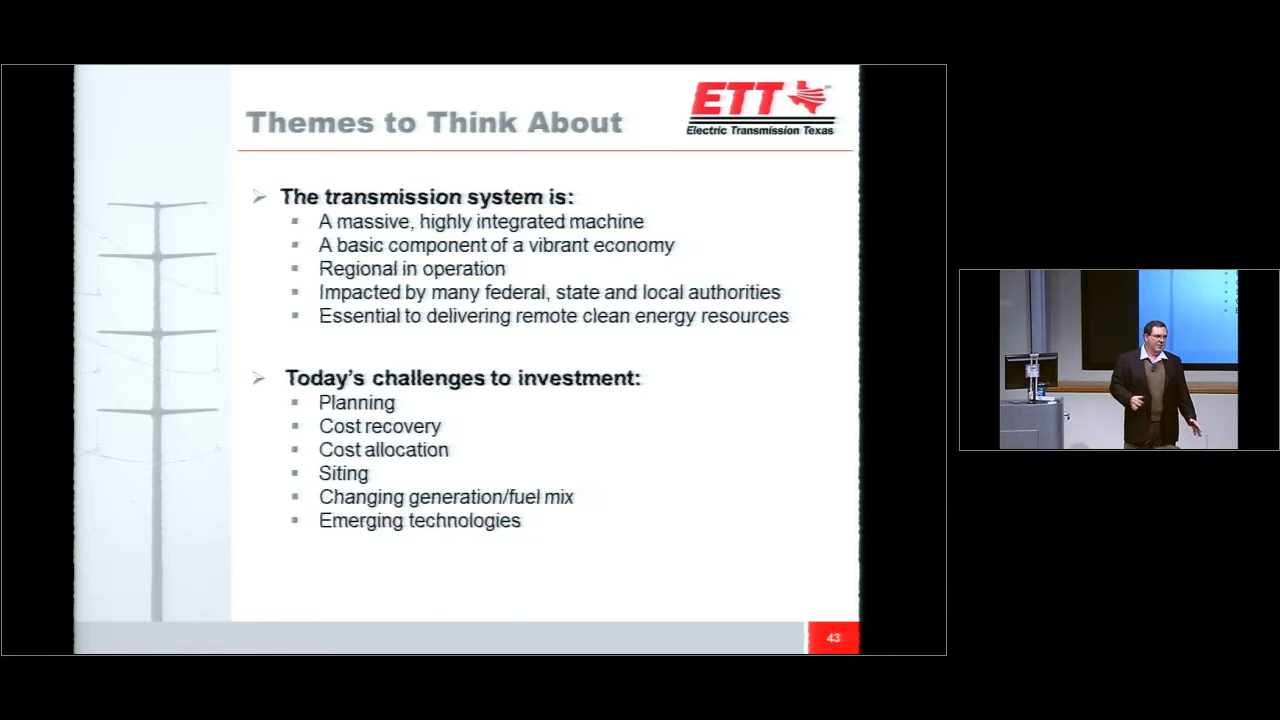 Themes to Think About
ETT
Electric Transmission Texas
The transmission system is:
A massive, highly integrated machine
A basic component of a vibrant economy
Regional in operation
Impacted by many federal, state and local authorities
Essential to delivering remote clean energy resources
Today's challenges to investment:
Planning
Cost recovery
Cost allocation
Siting
Changing generation/fuel mix
Emerging technologies
43